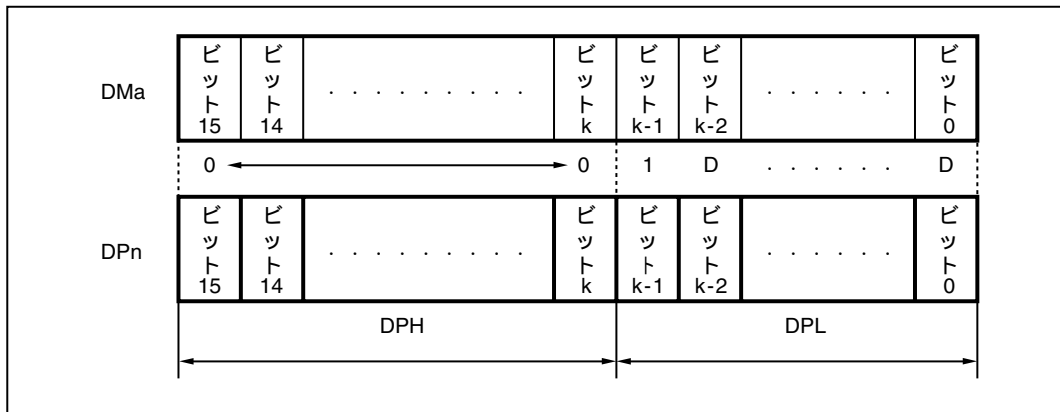 DMa ビット15 ビット14 ・・・・・・・・・ ビットk ビットk-1 ビットk-2 ・・・・・・ ビット0
0 0 1 D ・・・・・・ D
DPn ビット15 ビット14 ・・・・・・・・・ ビットk ビットk-1 ビットk-2 ・・・・・・ ビット0
DPH DPL